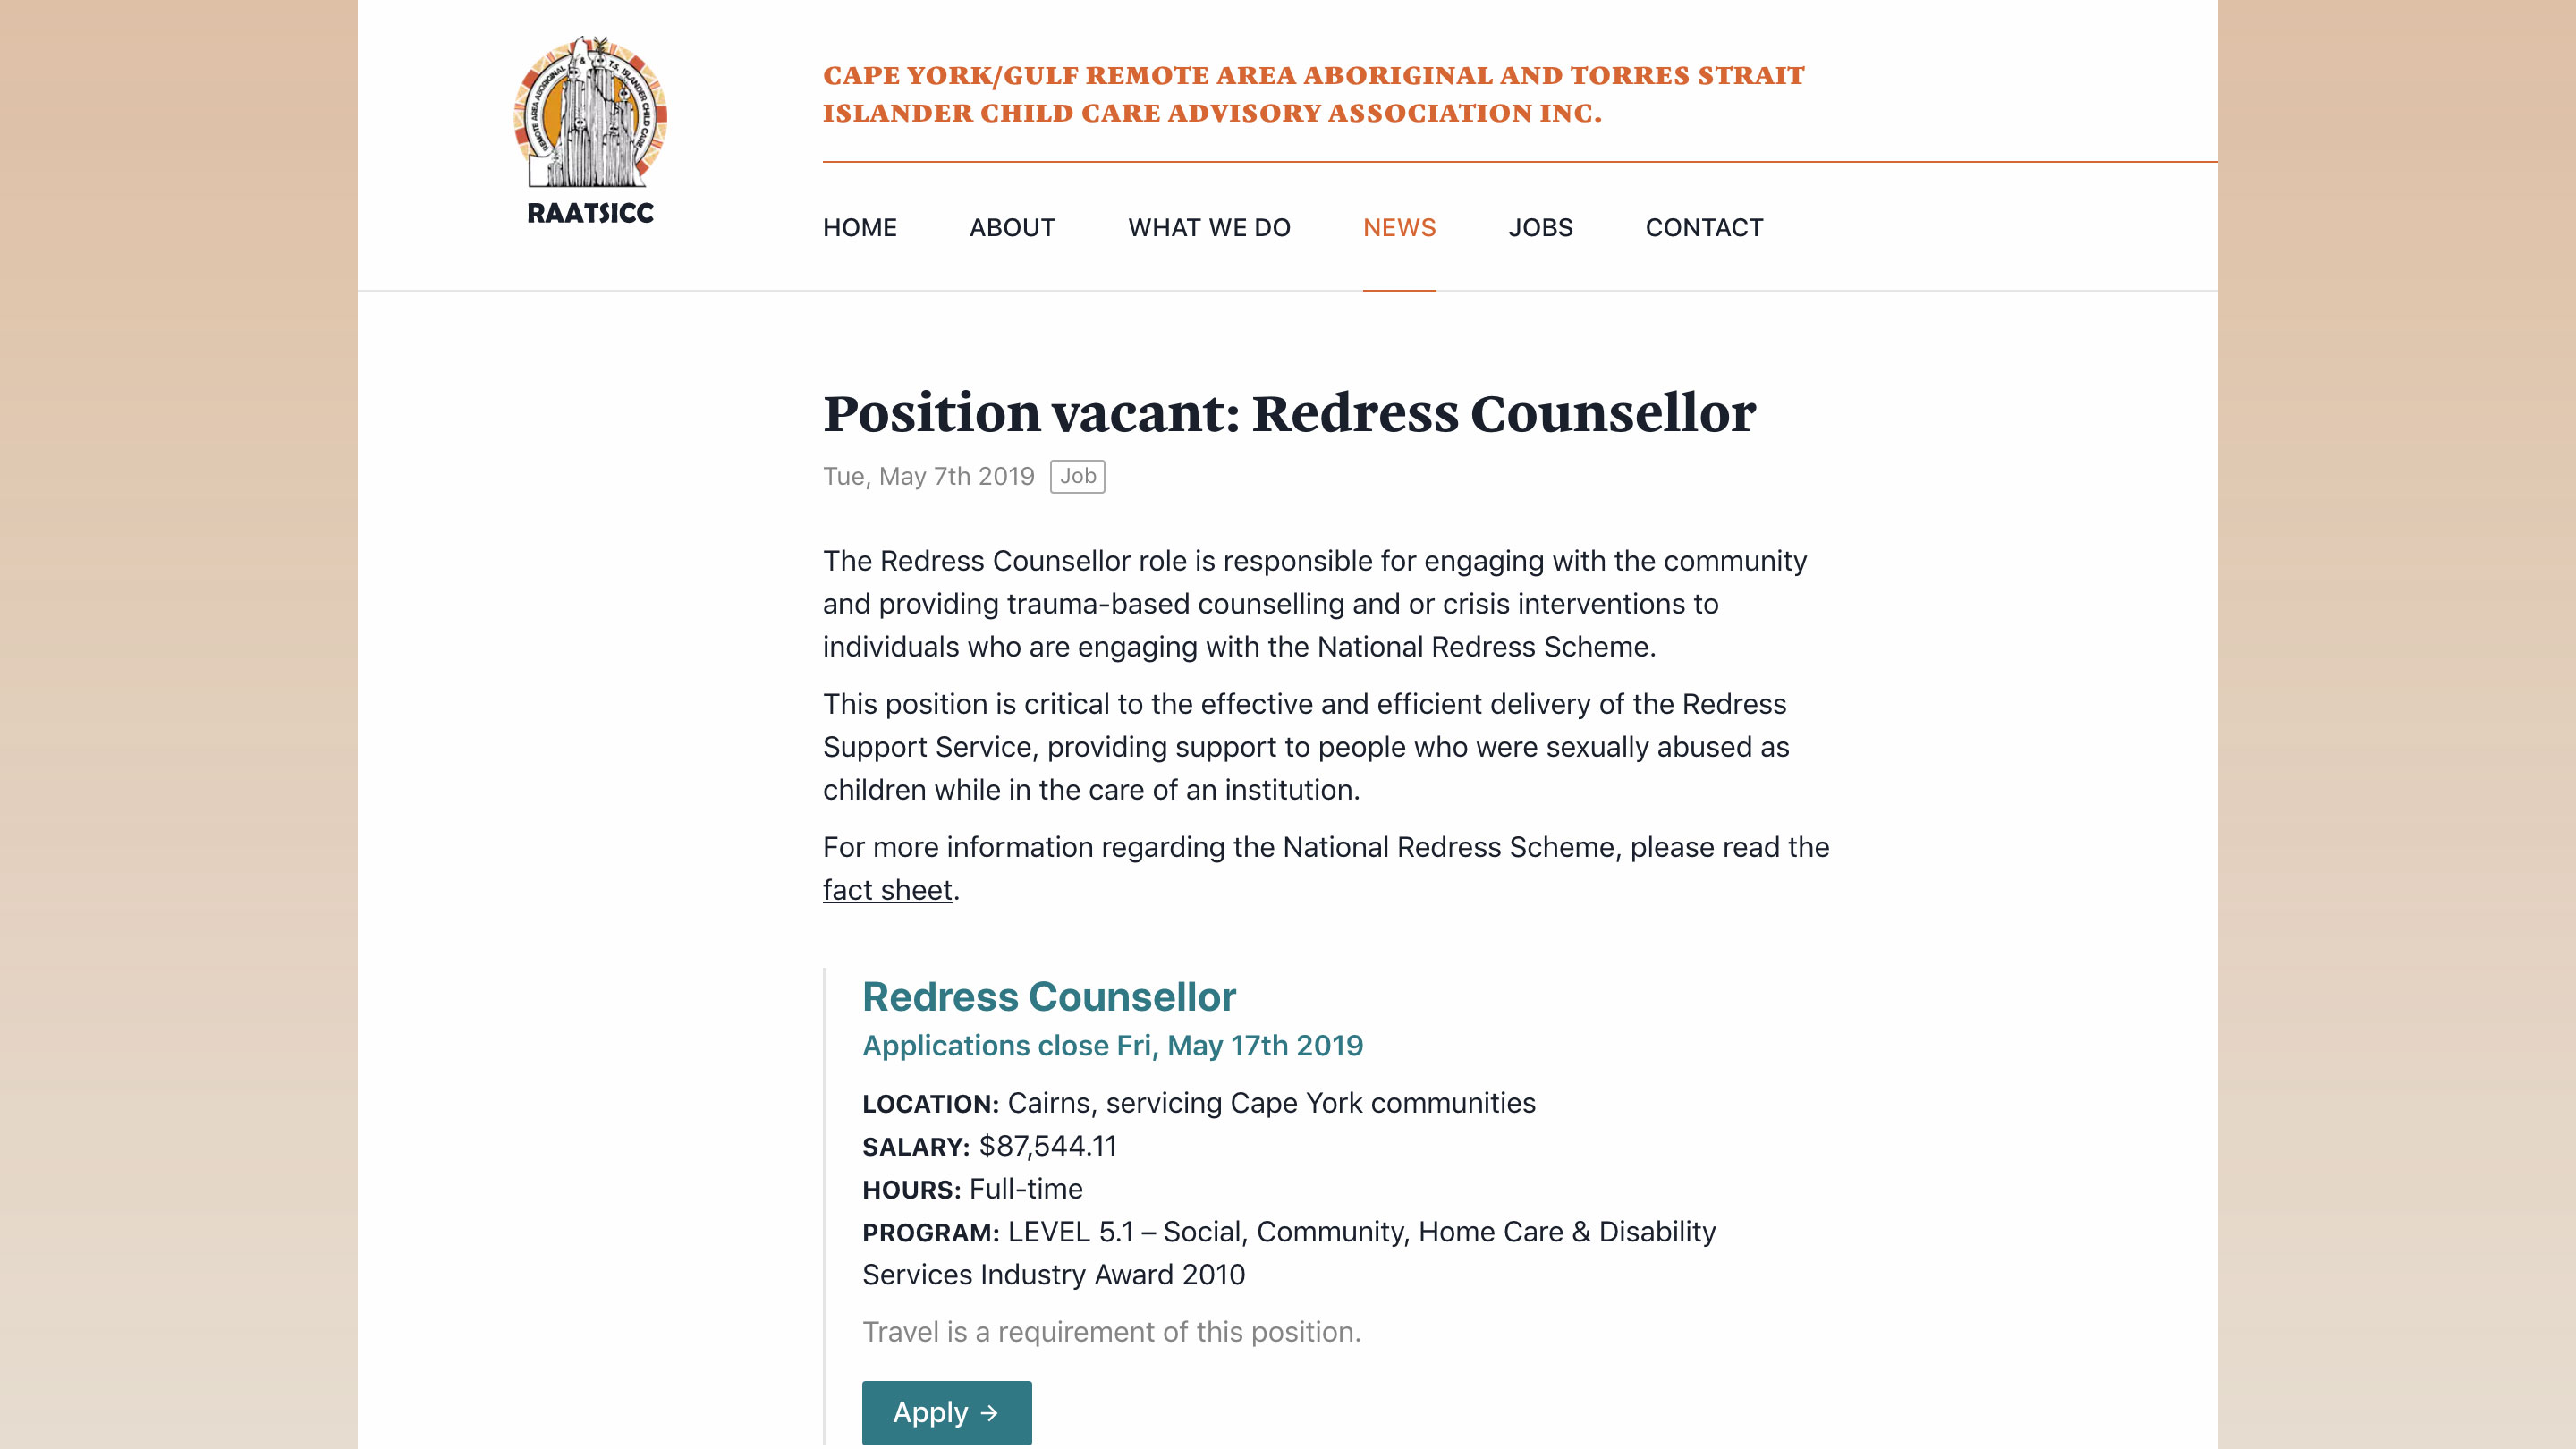 REMOTE AREA ABORIGINAL & T.S. ISLANDER CHILD CARE
RAATSICC
CAPE YORK/GULF REMOTE AREA ABORIGINAL AND TORRES STRAIT
ISLANDER CHILD CARE ADVISORY ASSOCIATION INC.
HOME ABOUT WHAT WE DO NEWS JOBS CONTACT
Position vacant: Redress Counsellor
Tue, May 7th 2019 Job
The Redress Counsellor role is responsible for engaging with the community
and providing trauma-based counselling and or crisis interventions to
individuals who are engaging with the National Redress Scheme.
This position is critical to the effective and efficient delivery of the Redress
Support Service, providing support to people who were sexually abused as
children while in the care of an institution.
For more information regarding the National Redress Scheme, please read the
fact sheet.
Redress Counsellor
Applications close Fri, May 17th 2019
LOCATION: Cairns, servicing Cape York communities
SALARY: $87,544.11
HOURS: Full-time
PROGRAM: LEVEL 5.1 – Social, Community, Home Care & Disability
Services Industry Award 2010
Travel is a requirement of this position.
Apply →